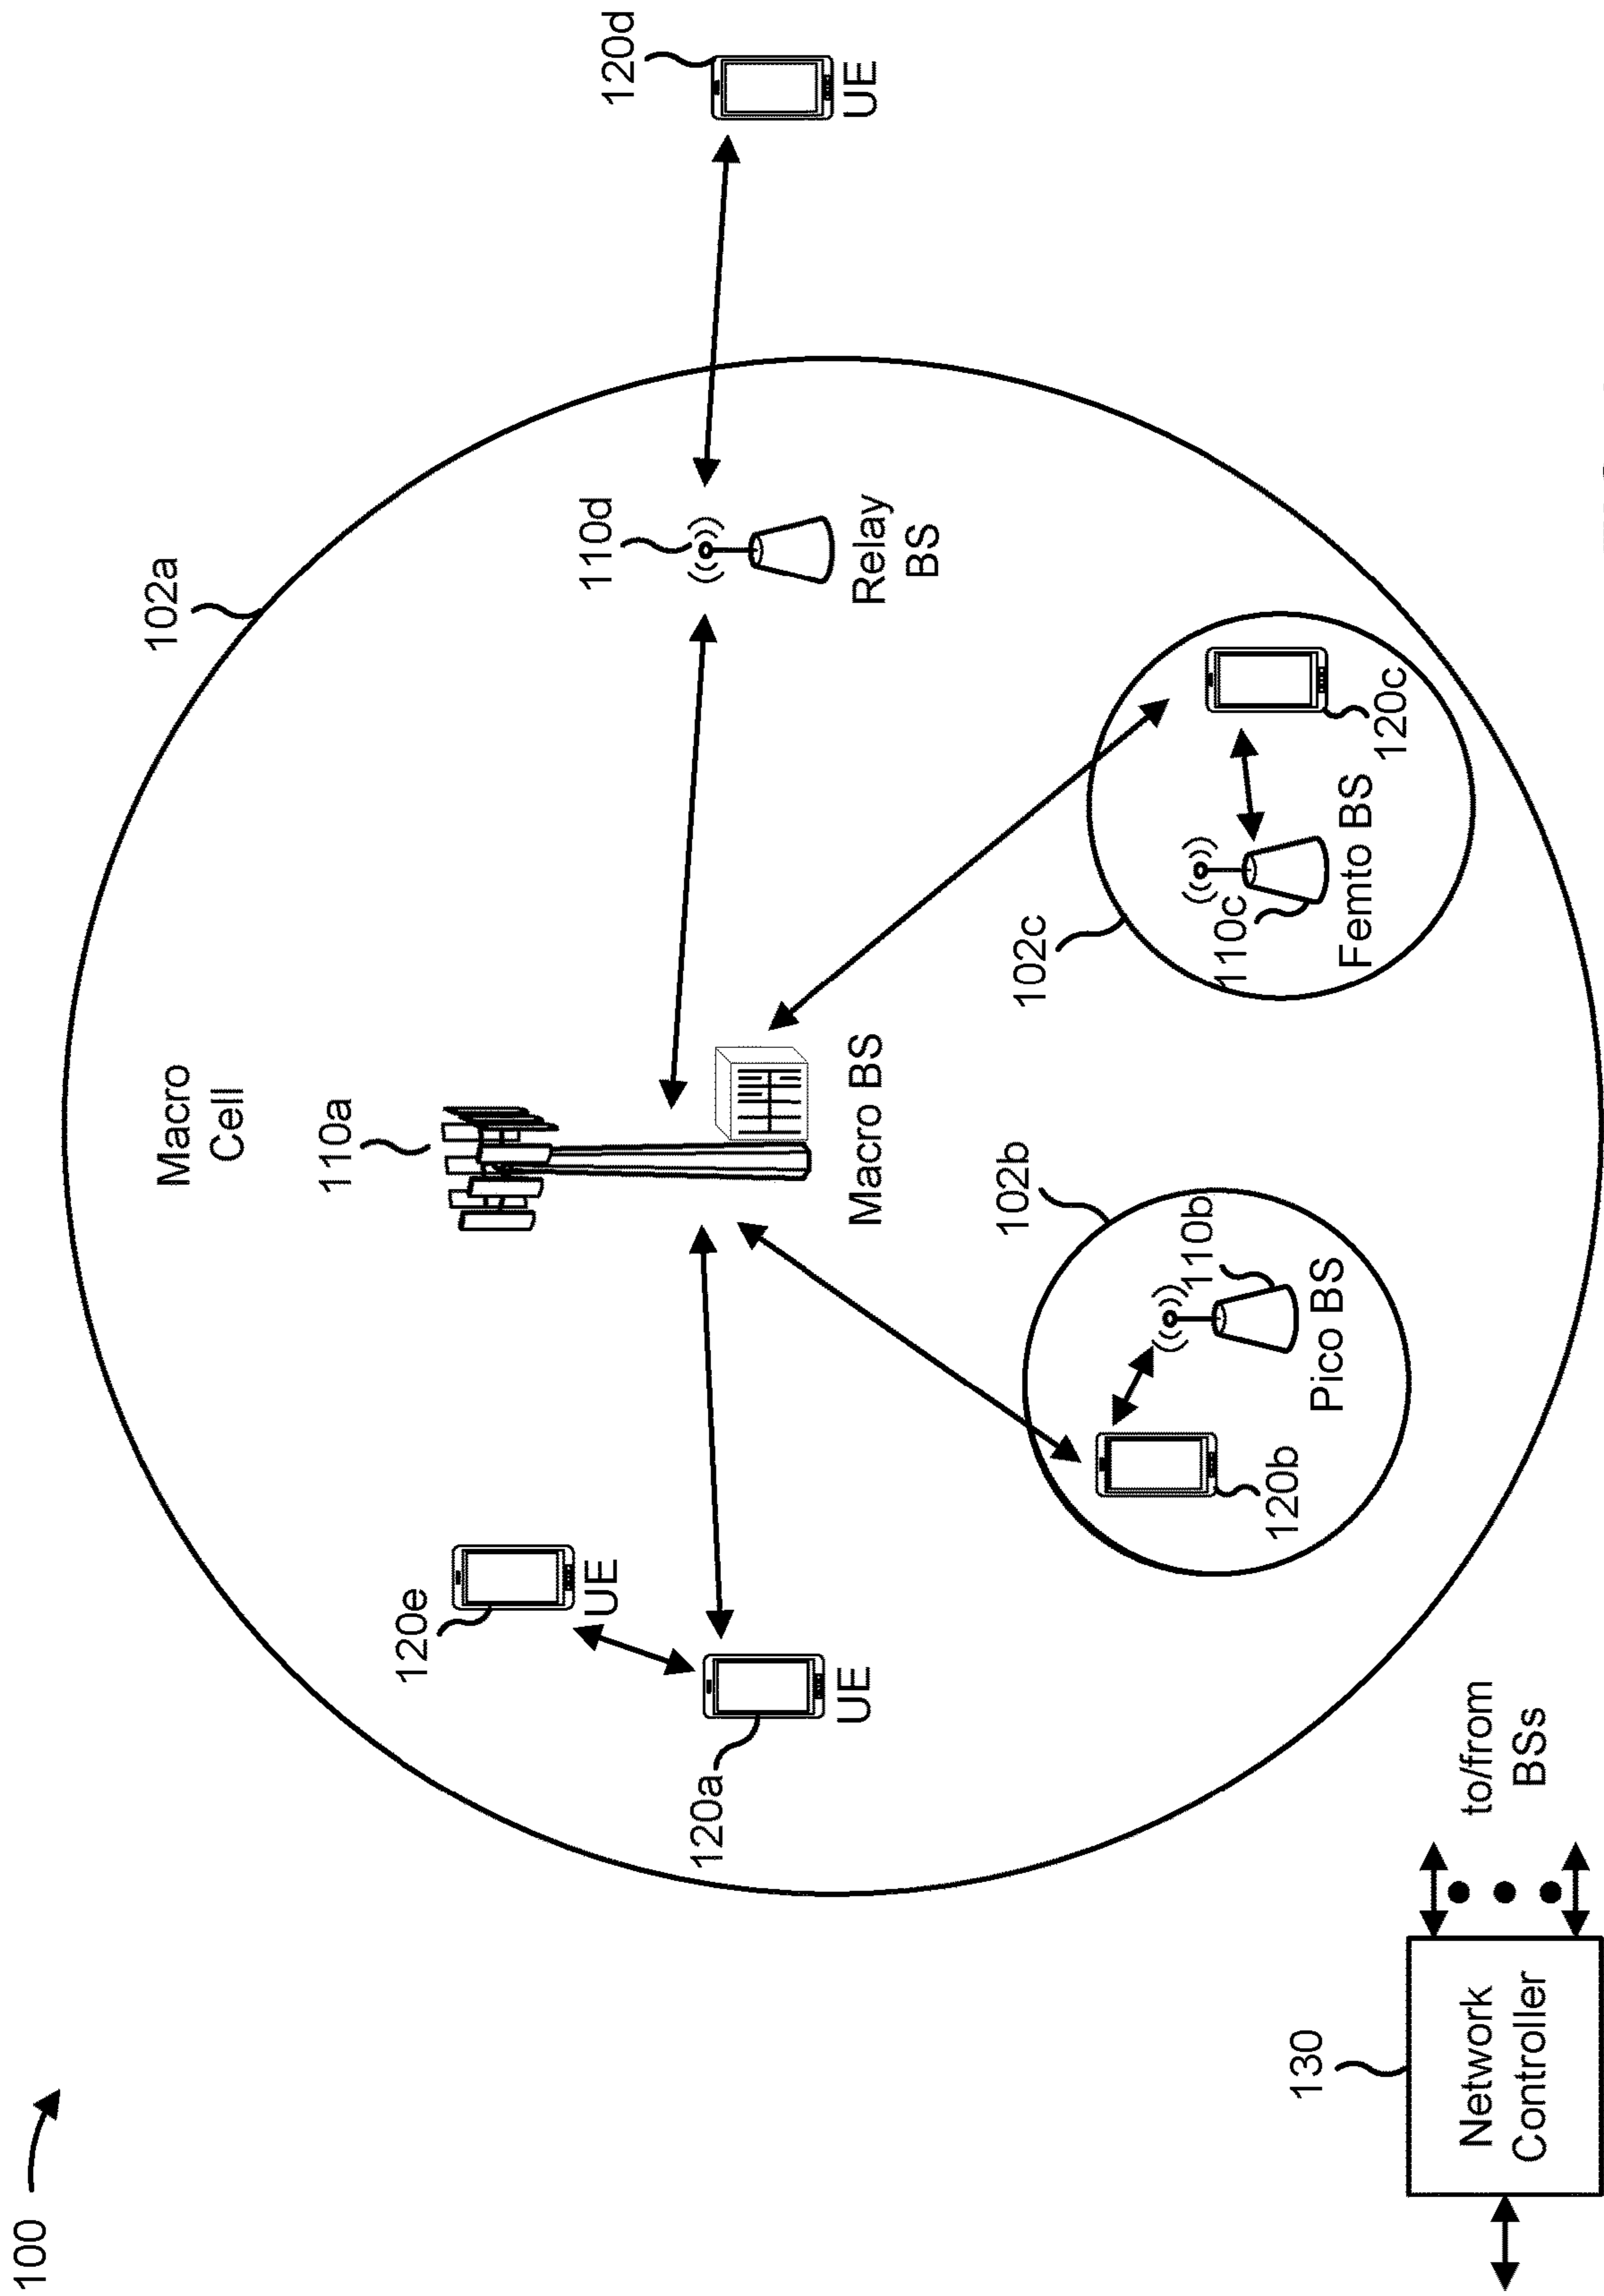 100
102a
Macro
Cell
110a
120d
UE
110d
Relay
BS
120e
UE
120a
UE
Macro BS
102b
110b
Pico BS
120b
102c
110c
Femto BS
120c
130
Network
Controller
to/from
BSs